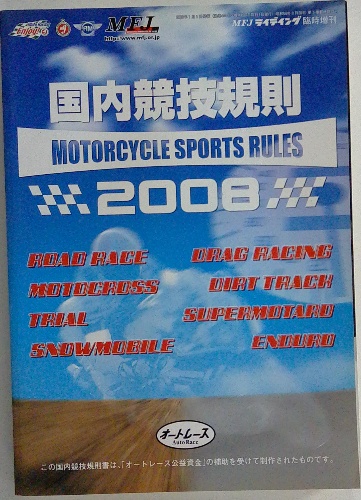 MFJ
http://www.mfj.or.jp
MFJ ライディング 臨時増刊
国内競技規則
MOTORCYCLE SPORTS RULES
2008
ROAD RACE
DRAG RACING
MOTOCROSS
DIRT TRACK
TRIAL
SUPERMOTARD
SNOWMOBILE
ENDURO
オートレース
Auto Race
この国内競技規則書は、「オートレース公益資金」の補助を受けて制作されたものです。